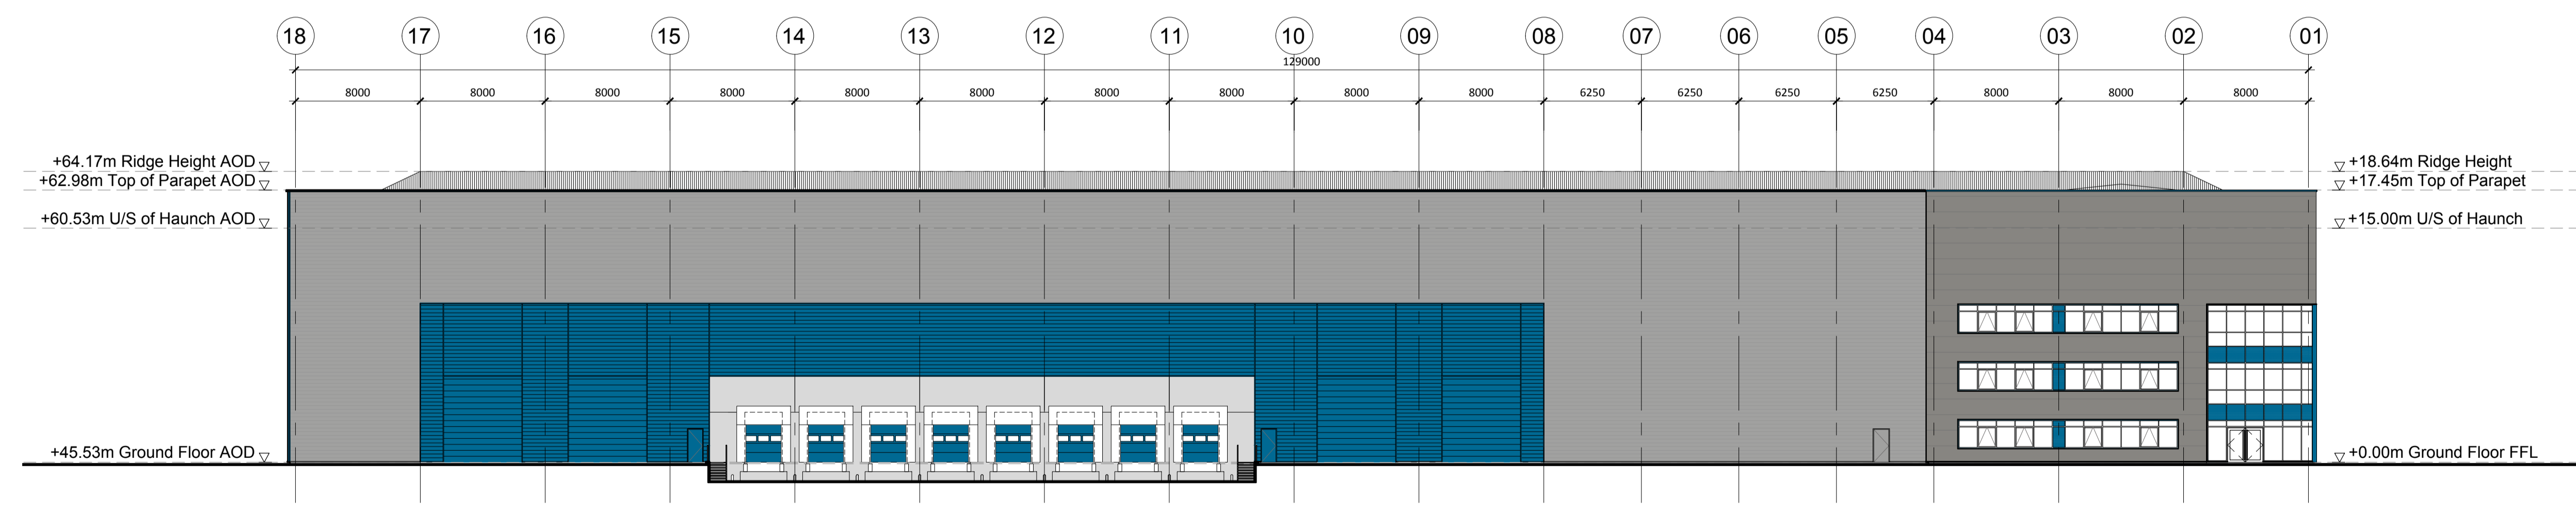 18 17 16 15 14 13 12 11 10 09 08 07 06 05 04 03 02 01
129000
8000 8000 8000 8000 8000 8000 8000 8000 8000 8000 6250 6250 6250 6250 8000 8000 8000
+64.17m Ridge Height AOD +18.64m Ridge Height
+62.98m Top of Parapet AOD +17.45m Top of Parapet
+60.53m U/S of Haunch AOD +15.00m U/S of Haunch
+45.53m Ground Floor AOD +0.00m Ground Floor FFL